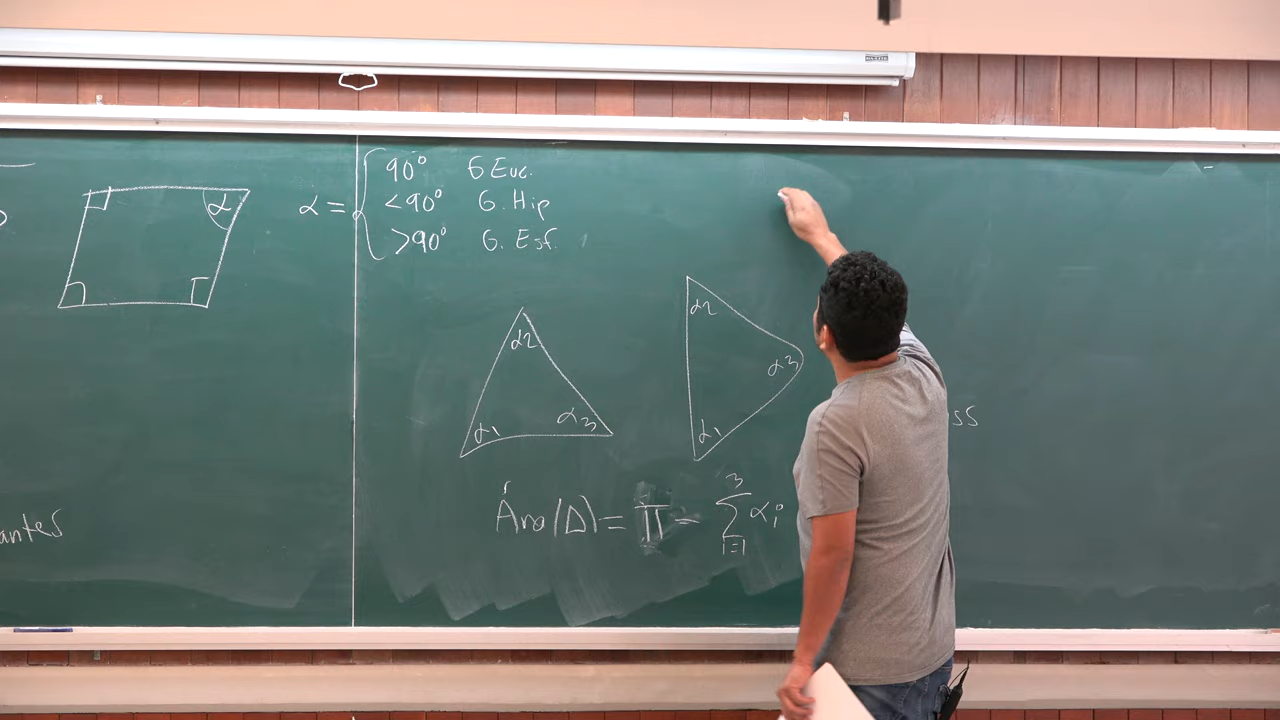 α
α = { 90° G Euc.
<90° G. Hip
>90° G. Esf.
α2
α1 α3
α2
α3
α1
Área(Δ) = π - ∑ αi
3
i=1
antes
ss